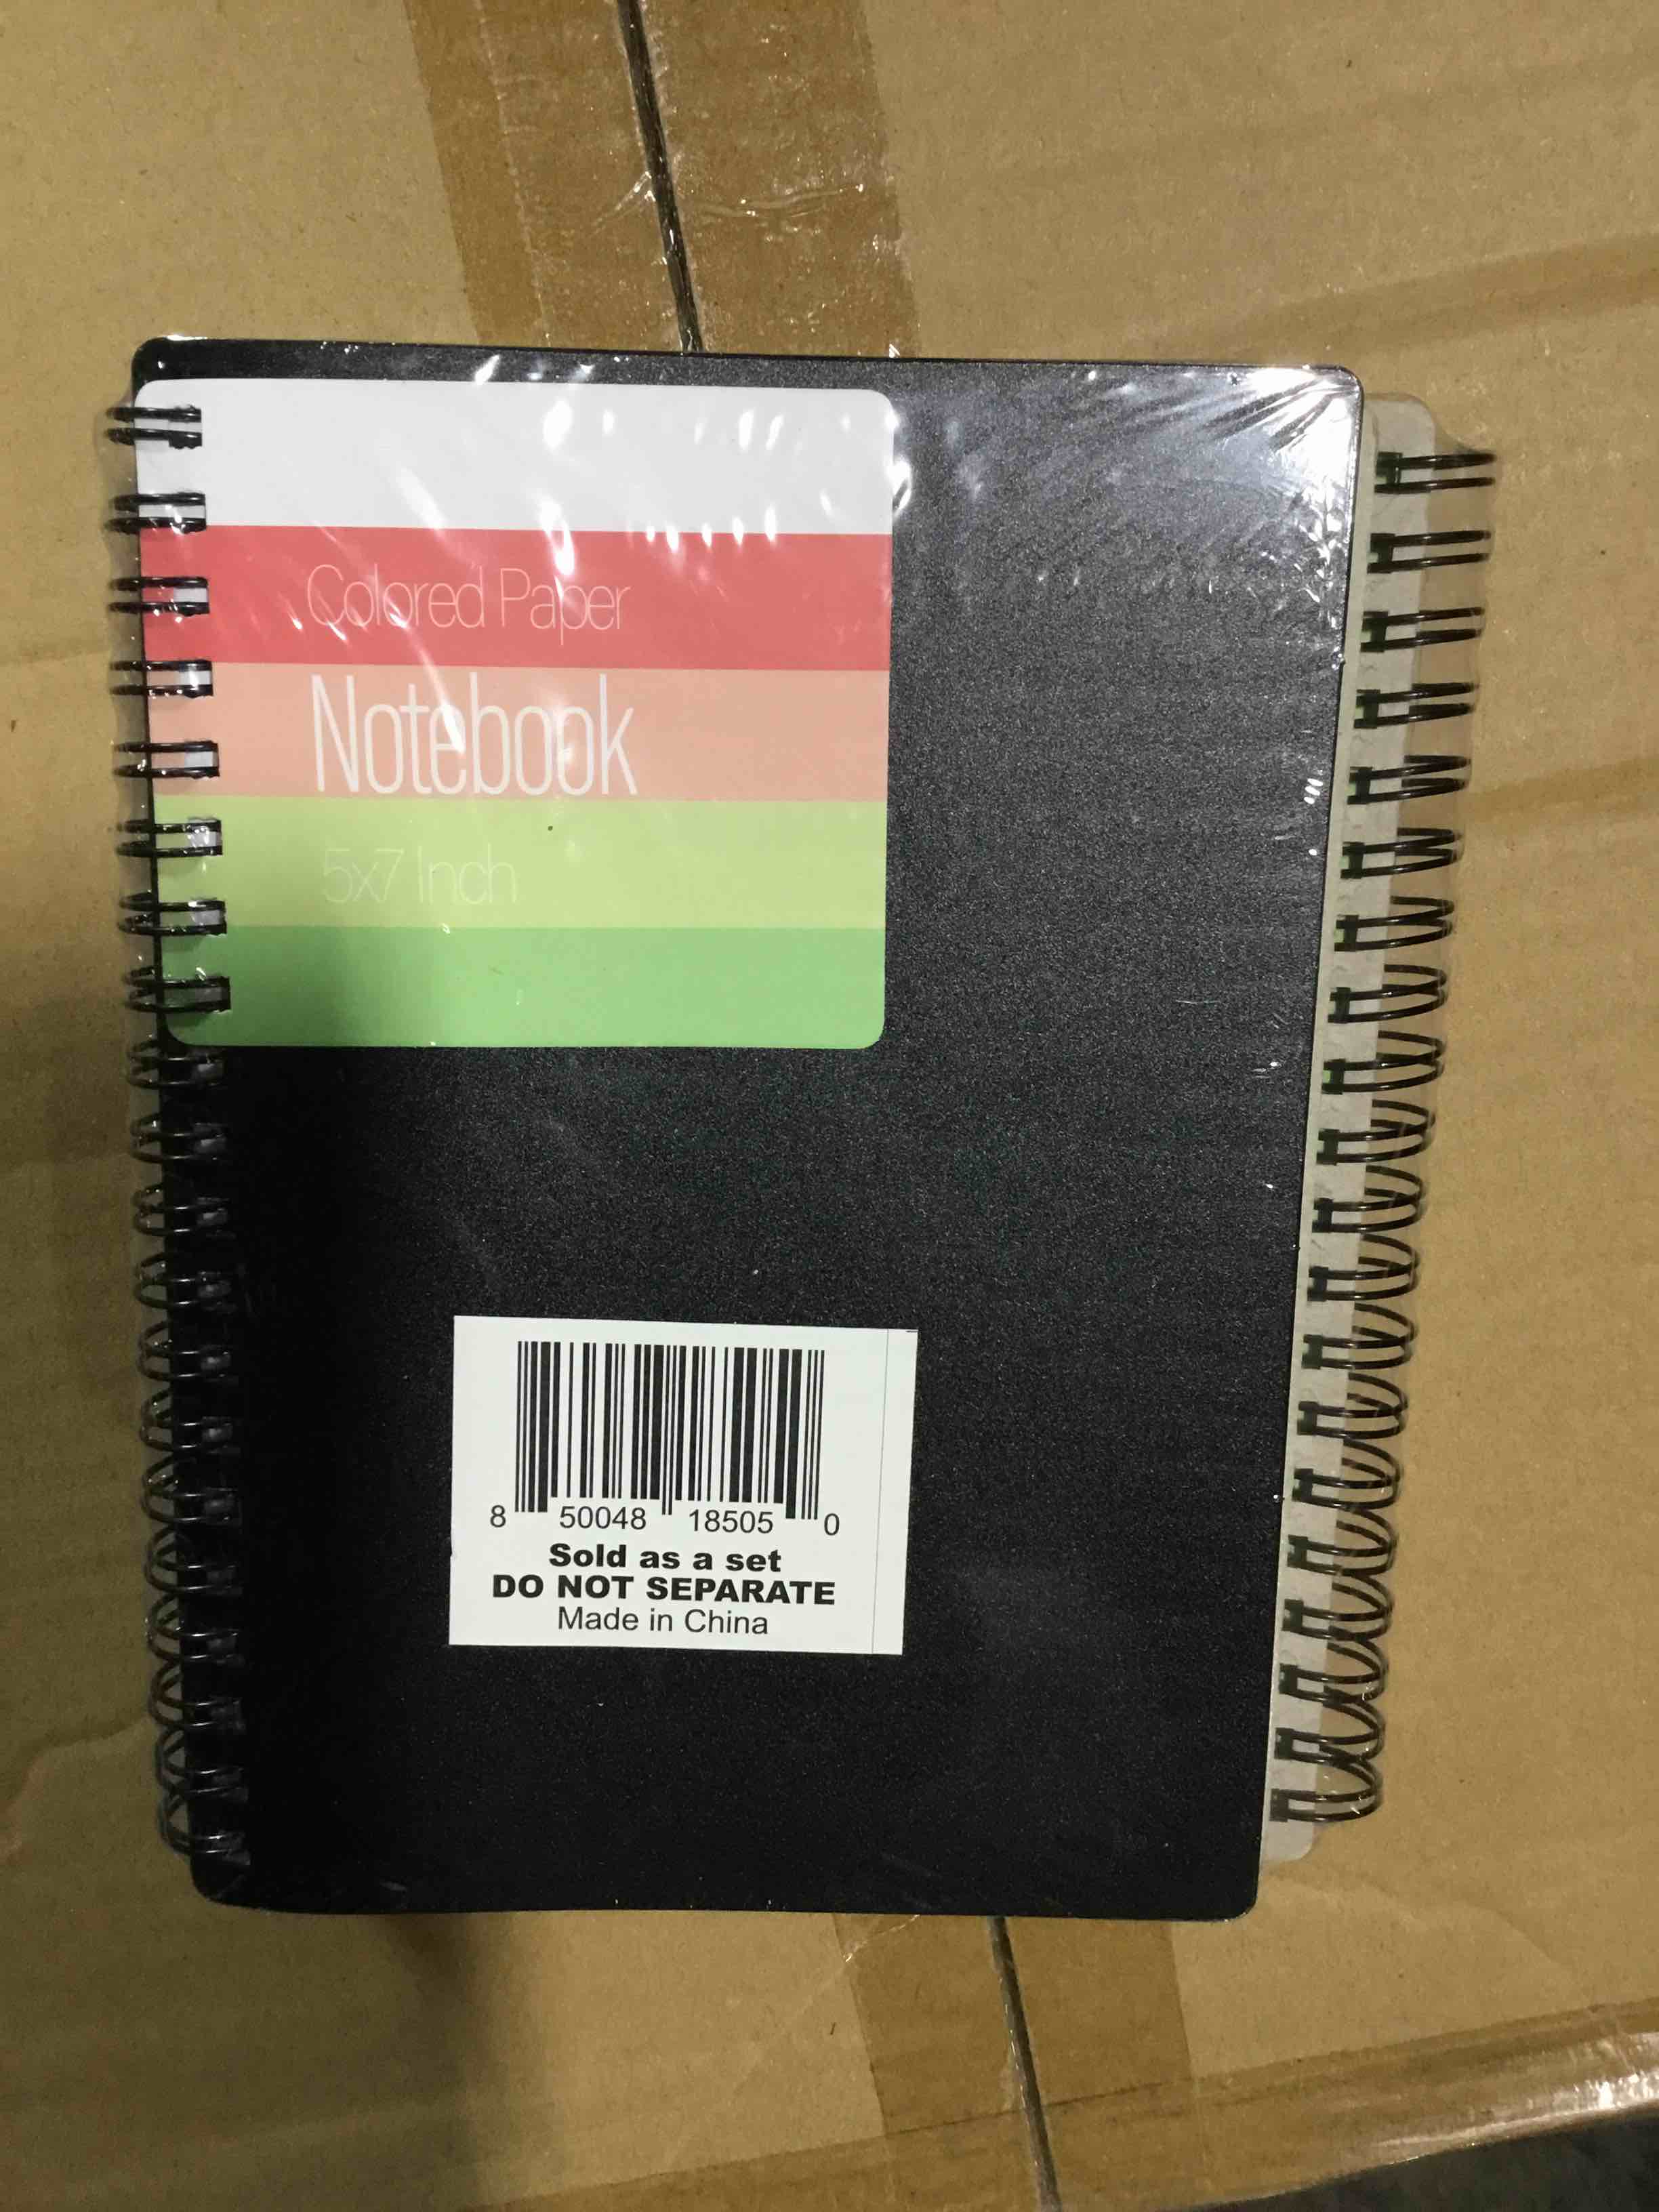 Colored Paper
Notebook
5x7 Inch
8 50048 18505 0
Sold as a set
DO NOT SEPARATE
Made in China